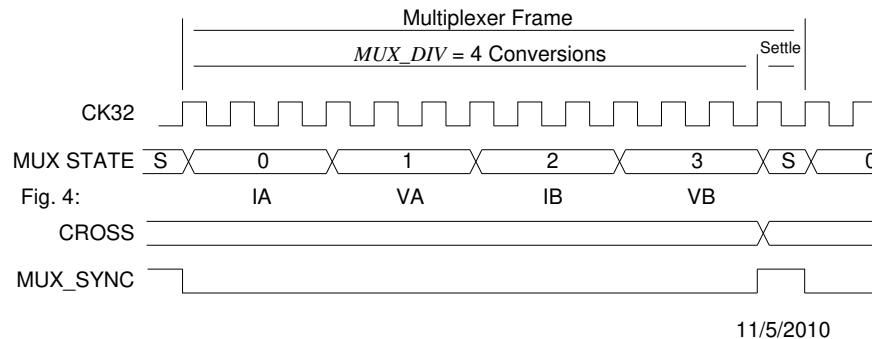 Multiplexer Frame
MUX_DIV = 4 Conversions Settle
CK32
MUX STATE S 0 1 2 3 S 0
Fig. 4: IA VA IB VB
CROSS
MUX_SYNC
11/5/2010